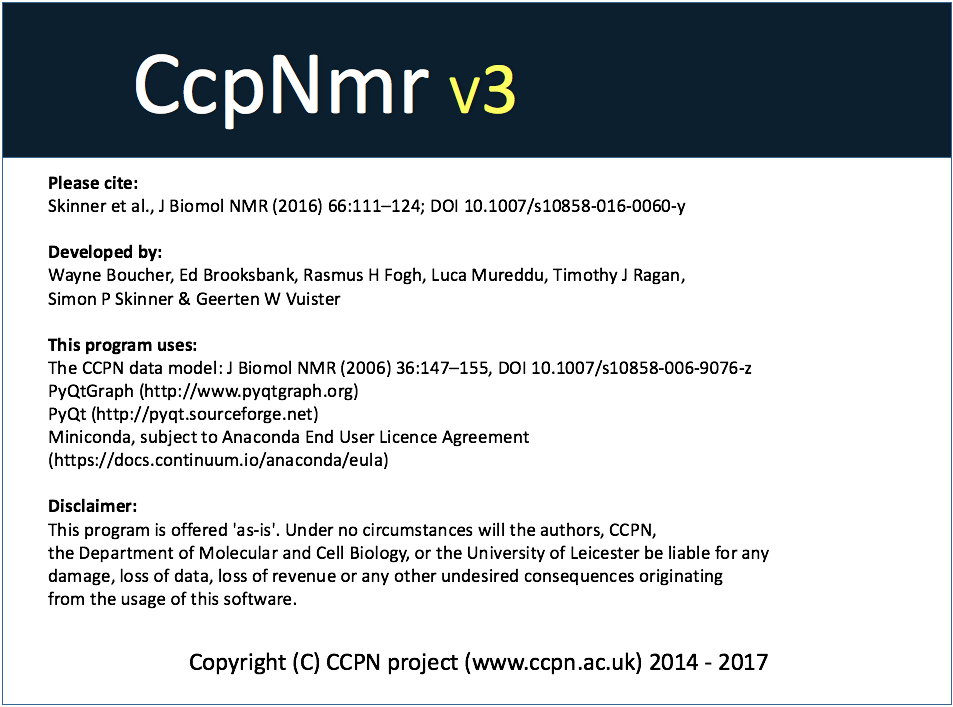 CcpNmr v3
Please cite:
Skinner et al., J Biomol NMR (2016) 66:111–124; DOI 10.1007/s10858-016-0060-y
Developed by:
Wayne Boucher, Ed Brooksbank, Rasmus H Fogh, Luca Mureddu, Timothy J Ragan,
Simon P Skinner & Geerten W Vuister
This program uses:
The CCPN data model: J Biomol NMR (2006) 36:147–155, DOI 10.1007/s10858-006-9076-z
PyQtGraph (http://www.pyqtgraph.org)
PyQt (http://pyqt.sourceforge.net)
Miniconda, subject to Anaconda End User Licence Agreement
(https://docs.continuum.io/anaconda/eula)
Disclaimer:
This program is offered 'as-is'. Under no circumstances will the authors, CCPN,
the Department of Molecular and Cell Biology, or the University of Leicester be liable for any
damage, loss of data, loss of revenue or any other undesired consequences originating
from the usage of this software.
Copyright (C) CCPN project (www.ccpn.ac.uk) 2014 - 2017